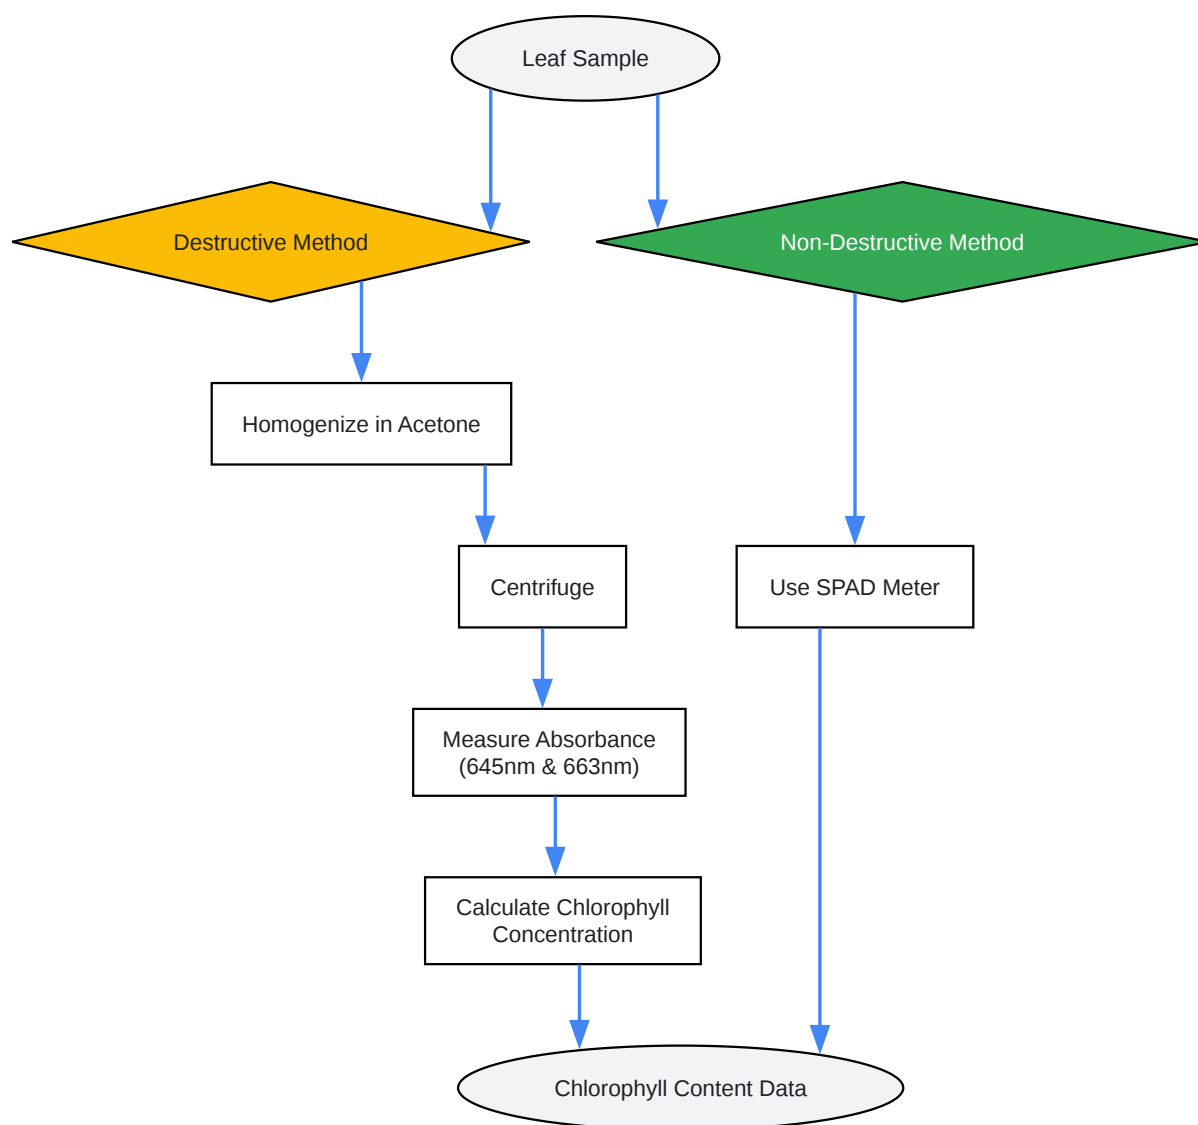 Leaf Sample
Destructive Method
Non-Destructive Method
Homogenize in Acetone
Centrifuge
Use SPAD Meter
Measure Absorbance
(645nm & 663nm)
Calculate Chlorophyll
Concentration
Chlorophyll Content Data